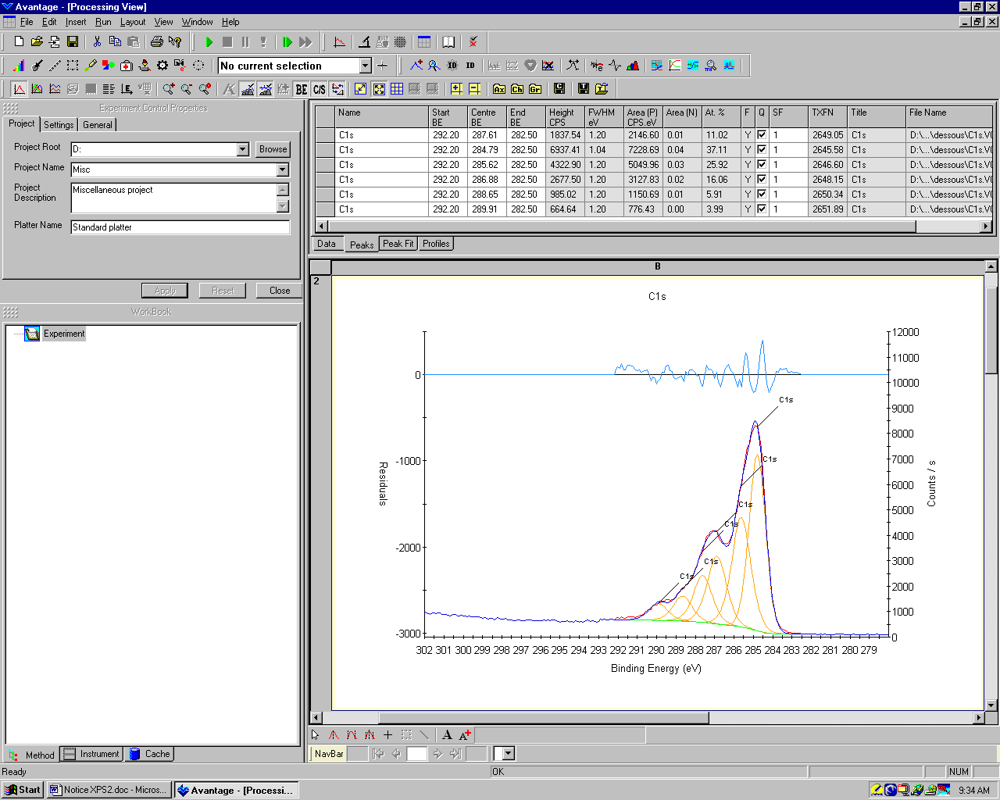 Avantage - [Processing View]
File Edit Insert Run Layout View Window Help
No current selection
BE C/S Ax Ch Gr
Experiment Control Properties
Project Settings General
Project Root D: Browse
Project Name Misc
Project Description Miscellaneous project
Platter Name Standard platter
Apply Reset Close
WorkBook
Experiment
Method Instrument Cache
Name Start BE Centre BE End BE Height CPS FWHM eV Area (P) CPS.eV Area (N) At. % F Q SF TXFN Title File Name
C1s 292.20 287.61 282.50 1837.54 1.20 2146.60 0.01 11.02 Y 1 2649.05 C1s D:\...\dessous\C1s.VG
C1s 292.20 284.79 282.50 6937.41 1.04 7228.69 0.04 37.11 Y 1 2645.58 C1s D:\...\dessous\C1s.VG
C1s 292.20 285.62 282.50 4322.90 1.20 5049.96 0.03 25.92 Y 1 2646.60 C1s D:\...\dessous\C1s.VG
C1s 292.20 286.88 282.50 2677.50 1.20 3127.83 0.02 16.06 Y 1 2648.15 C1s D:\...\dessous\C1s.VG
C1s 292.20 288.65 282.50 985.02 1.20 1150.69 0.01 5.91 Y 1 2650.34 C1s D:\...\dessous\C1s.VG
C1s 292.20 289.91 282.50 664.64 1.20 776.43 0.00 3.99 Y 1 2651.89 C1s D:\...\dessous\C1s.VG
Data Peaks Peak Fit Profiles
B
2
C1s
0
-1000
-2000
-3000
Residuals
C1s
C1s
C1s
C1s
C1s
C1s
12000
11000
10000
9000
8000
7000
6000
5000
4000
3000
2000
1000
0
Counts / s
302 301 300 299 298 297 296 295 294 293 292 291 290 289 288 287 286 285 284 283 282 281 280 279
Binding Energy (eV)
A A
NavBar
Ready OK NUM
Start Notice XPS2.doc - Micros... Avantage - [Processi... 9:34 AM